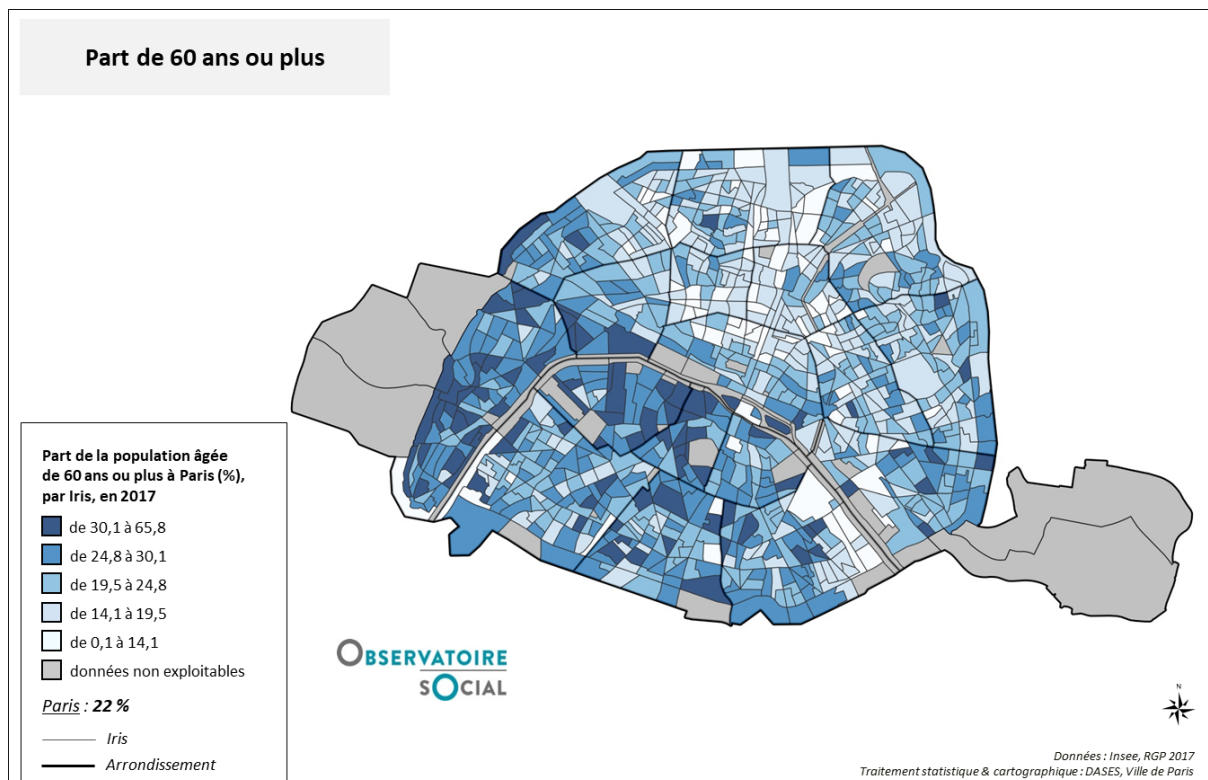 Part de 60 ans ou plus
Part de la population âgée
de 60 ans ou plus à Paris (%),
par Iris, en 2017
de 30,1 à 65,8
de 24,8 à 30,1
de 19,5 à 24,8
de 14,1 à 19,5
de 0,1 à 14,1
données non exploitables
Paris : 22 %
Iris
Arrondissement
OBSERVATOIRE
SOCIAL
N
Données : Insee, RGP 2017
Traitement statistique & cartographique : DASES, Ville de Paris